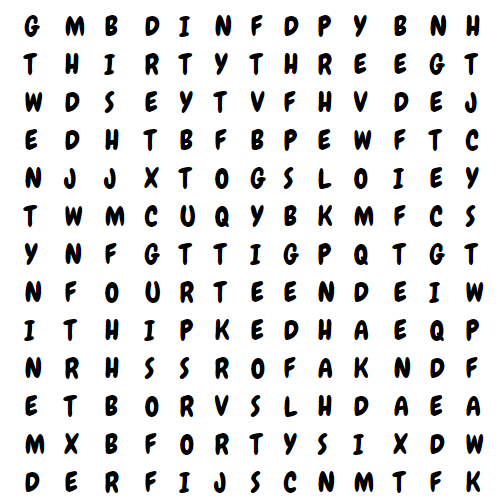 G M B D I N F D P Y B N H
T H I R T Y T H R E E G T
W D S E Y T V F H V D E J
E D H T B F B P E W F T C
N J J X T O G S L O I E Y
T W M C U Q Y B K M F C S
Y N F G T T I G P Q T G T
N F O U R T E E N D E I W
I T H I P K E D H A E Q P
N R H S S R O F A K N D F
E T B O R V S L H D A E A
M X B F O R T Y S I X D W
D E R F I J S C N M T F K